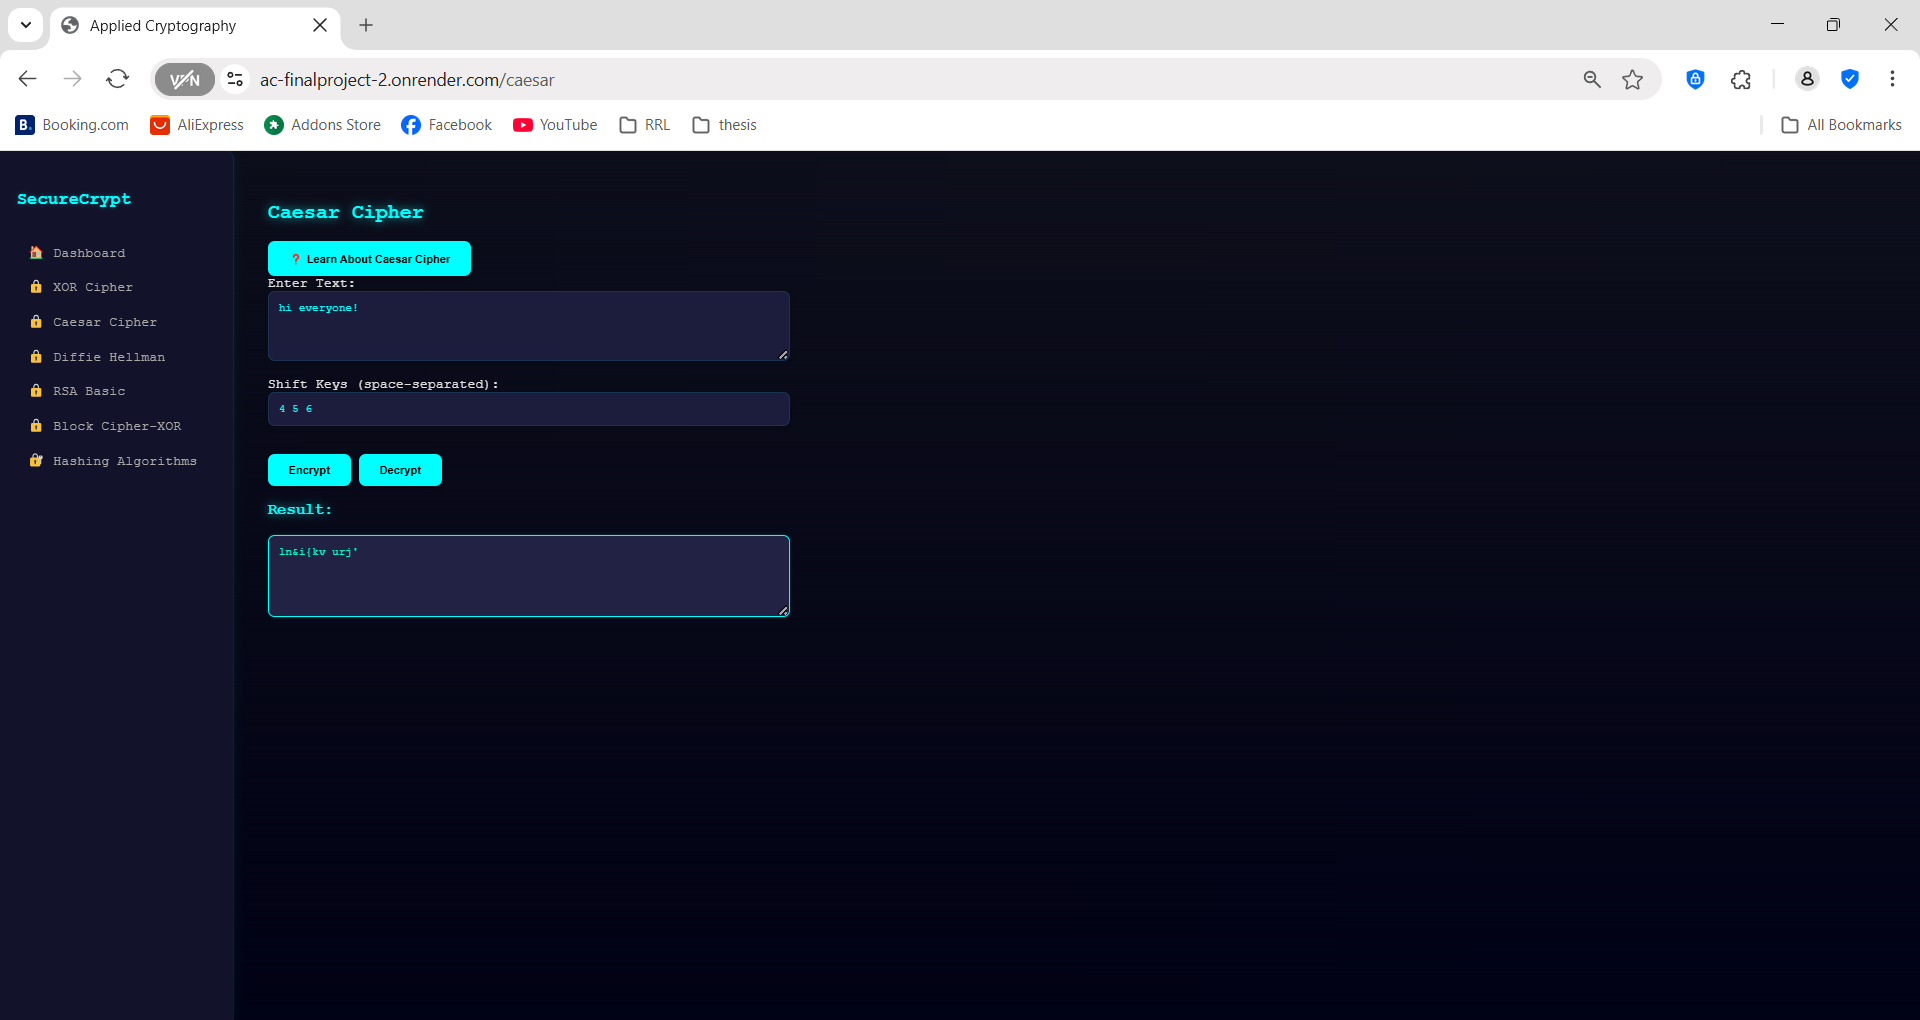 Applied Cryptography
VPN
ac-finalproject-2.onrender.com/caesar
B. Booking.com
AliExpress
Addons Store
Facebook
YouTube
RRL
thesis
All Bookmarks
SecureCrypt
Dashboard
XOR Cipher
Caesar Cipher
Diffie Hellman
RSA Basic
Block Cipher-XOR
Hashing Algorithms
Caesar Cipher
❓ Learn About Caesar Cipher
Enter Text:
hi everyone!
Shift Keys (space-separated):
4 5 6
Encrypt
Decrypt
Result:
ln&i{kv urj'